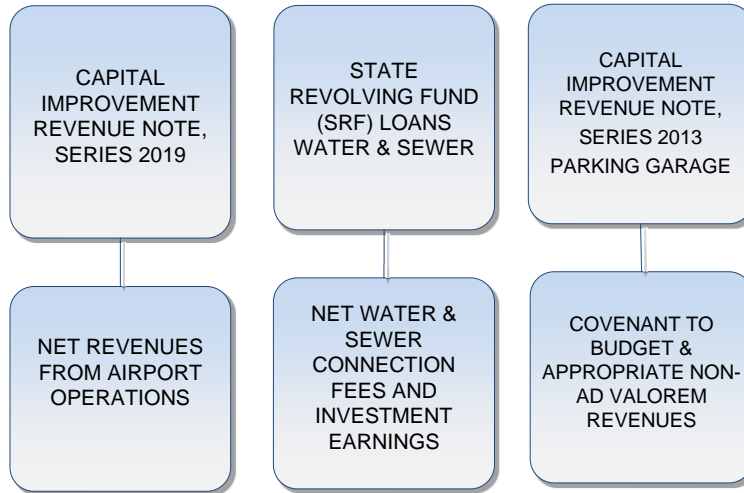 CAPITAL
IMPROVEMENT
REVENUE NOTE,
SERIES 2019
STATE
REVOLVING FUND
(SRF) LOANS
WATER & SEWER
CAPITAL
IMPROVEMENT
REVENUE NOTE,
SERIES 2013
PARKING GARAGE
NET REVENUES
FROM AIRPORT
OPERATIONS
NET WATER &
SEWER
CONNECTION
FEES AND
INVESTMENT
EARNINGS
COVENANT TO
BUDGET &
APPROPRIATE NON-
AD VALOREM
REVENUES